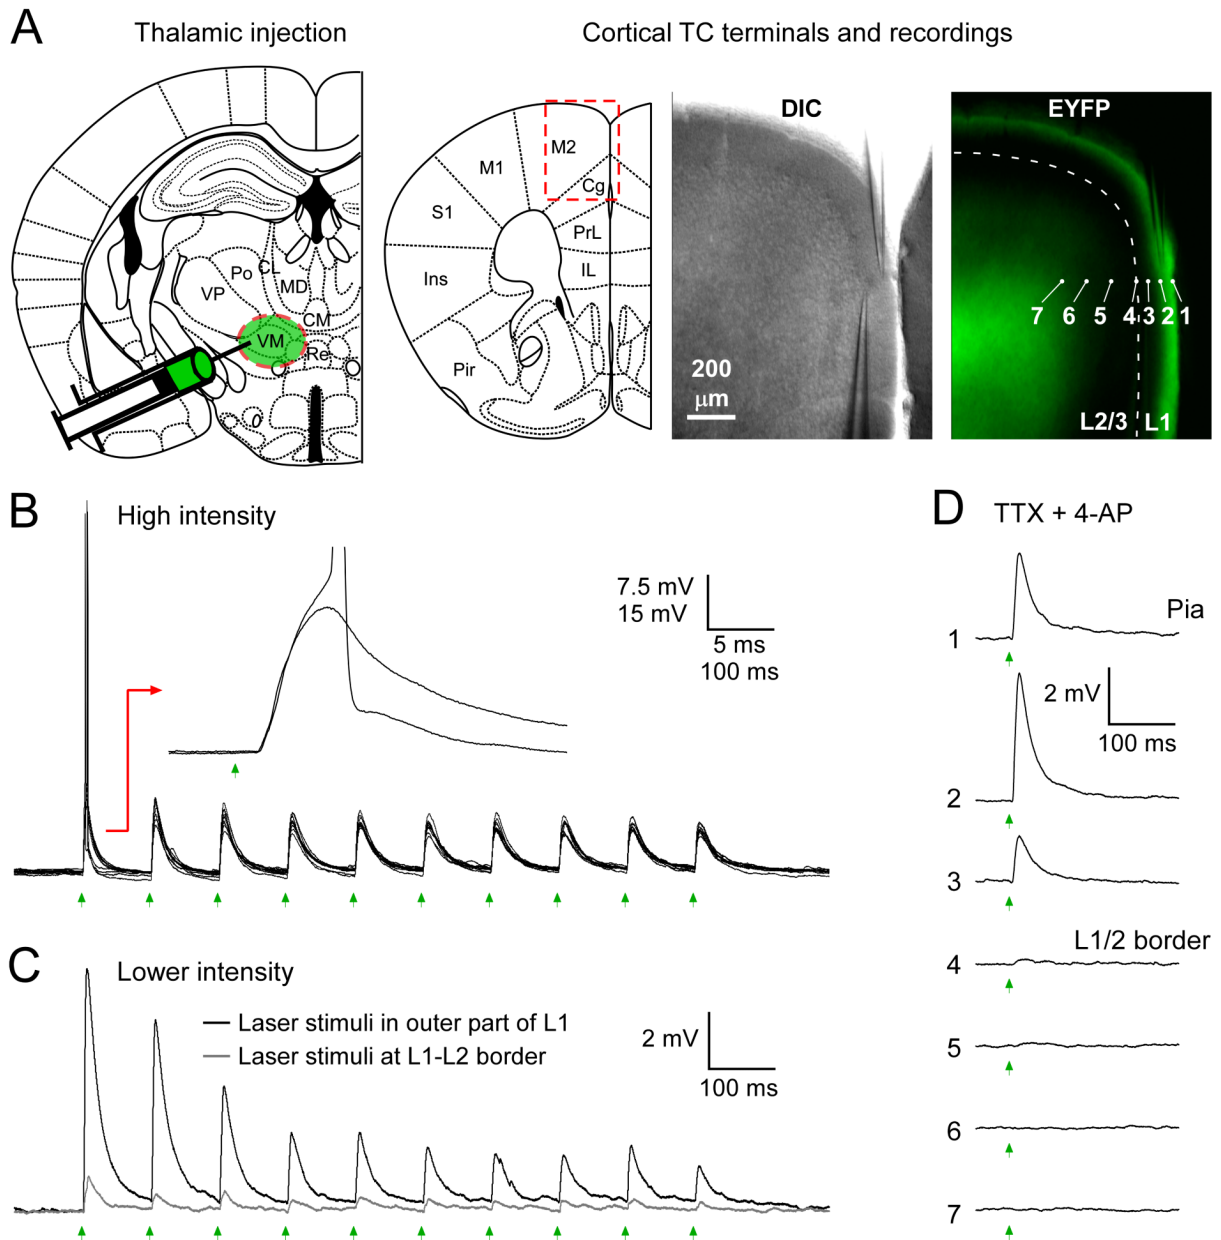 A
Thalamic injection
Cortical TC terminals and recordings
Po
CL
VP
MD
CM
VM
Re
M2
M1
Cg
S1
PrL
Ins
IL
Pir
DIC
200
μm
EYFP
7 6 5 4 3 2 1
L2/3
L1
B
High intensity
7.5 mV
15 mV
5 ms
100 ms
C
Lower intensity
Laser stimuli in outer part of L1
Laser stimuli at L1-L2 border
2 mV
100 ms
D
TTX + 4-AP
Pia
1
2 mV
100 ms
2
3
L1/2 border
4
5
6
7